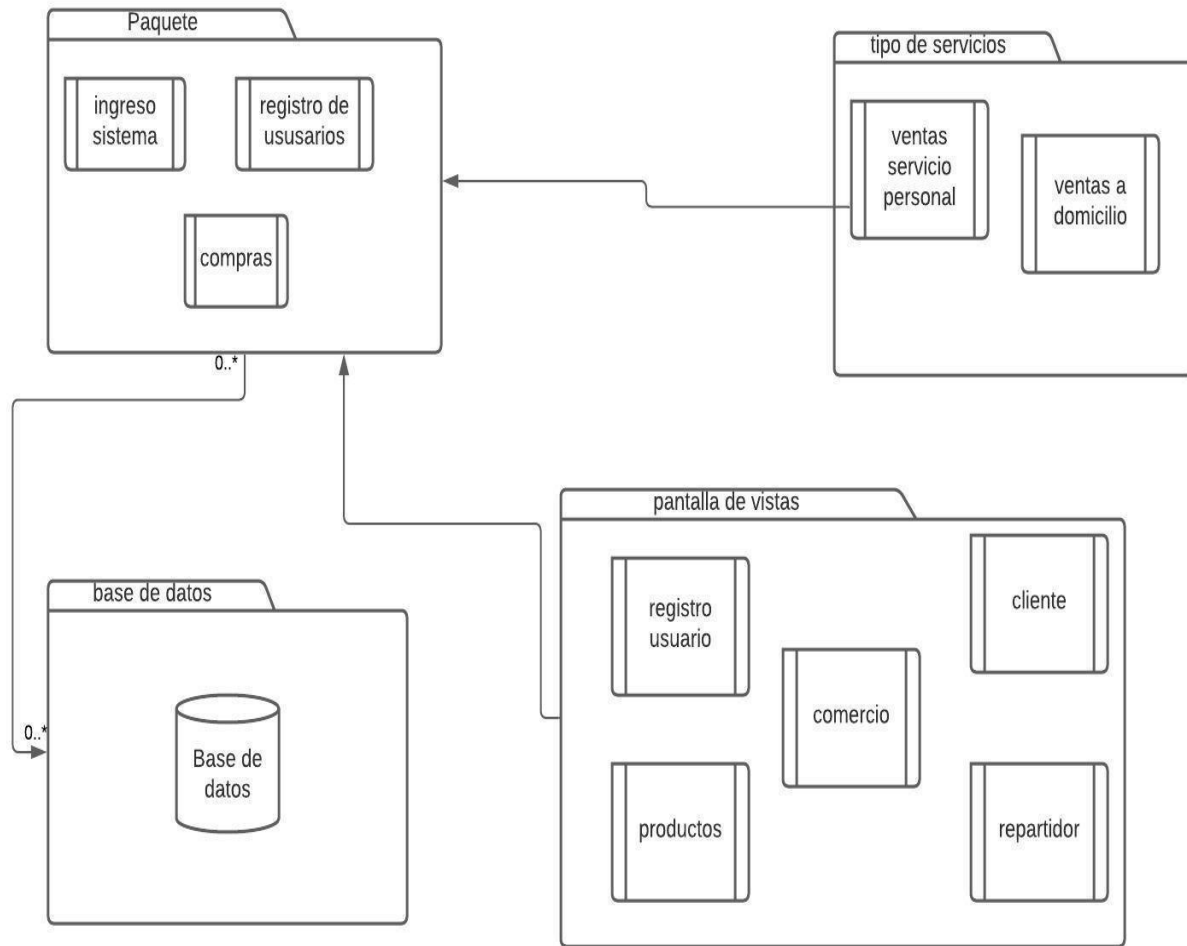 Paquete
ingreso
sistema
registro de
ususarios
compras
0..*
tipo de servicios
ventas
servicio
personal
ventas a
domicilio
base de datos
0..*
Base de
datos
pantalla de vistas
registro
usuario
cliente
comercio
productos
repartidor